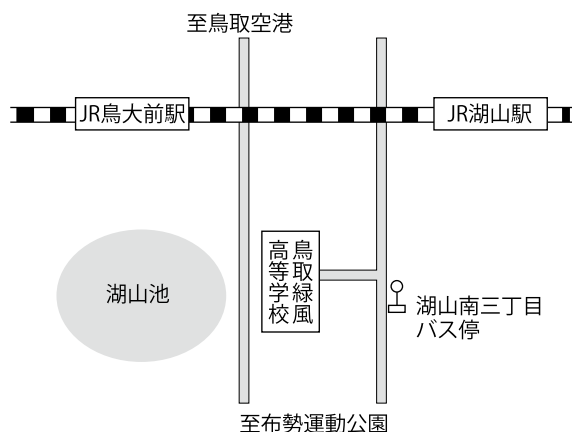 至鳥取空港
JR鳥大前駅
JR湖山駅
鳥取緑風
高等学校
湖山池
湖山南三丁目
バス停
至布勢運動公園